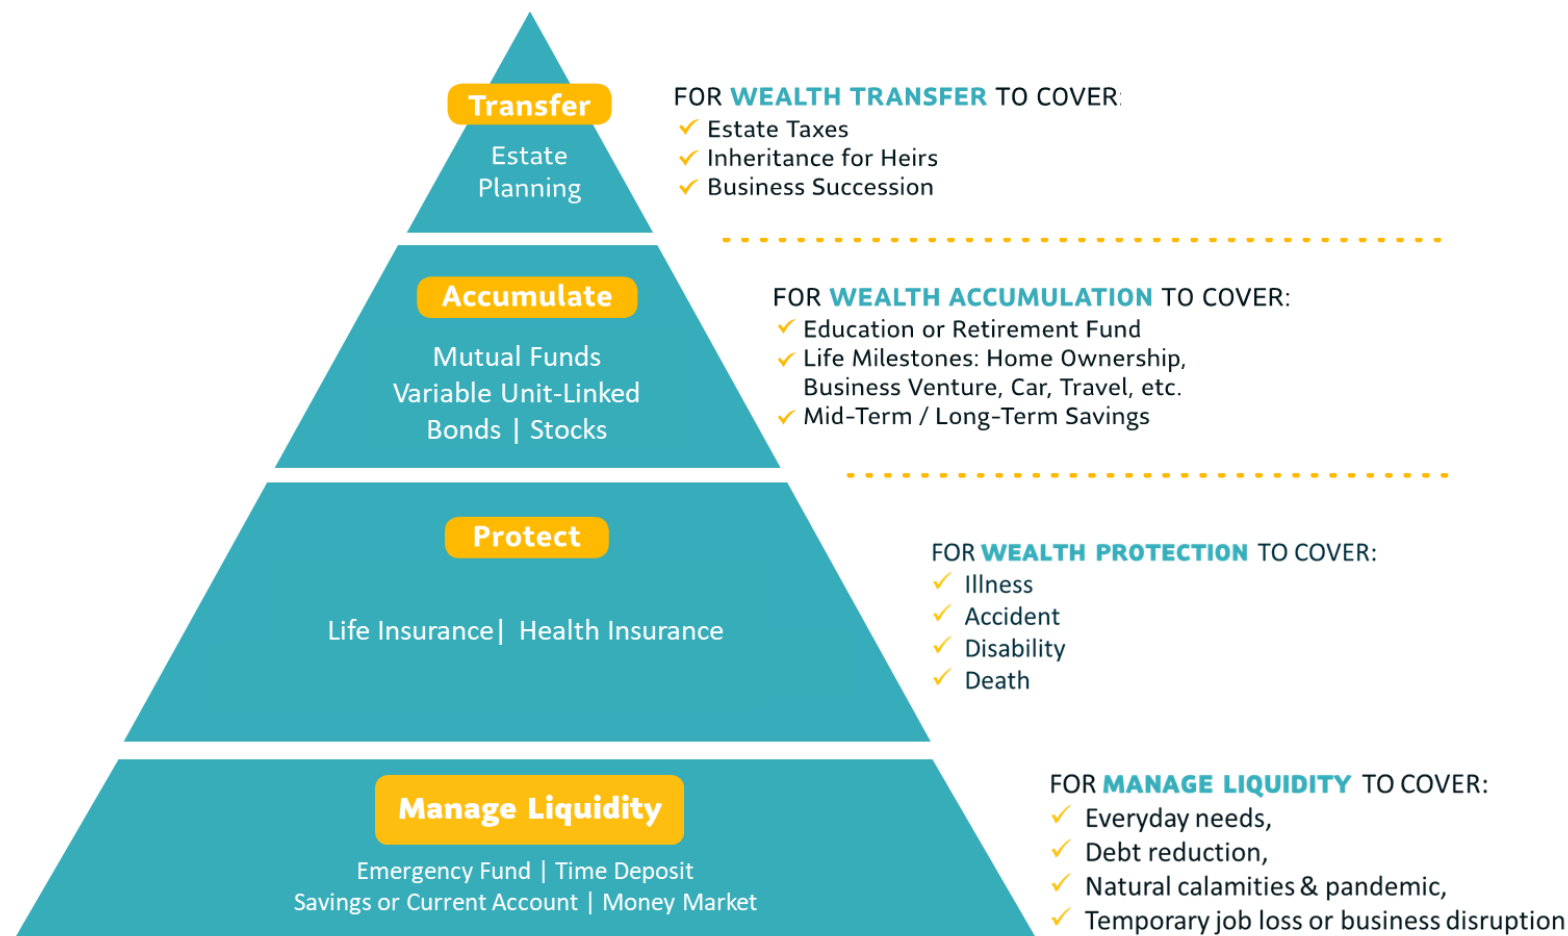 Transfer
Estate
Planning
FOR WEALTH TRANSFER TO COVER:
Estate Taxes
Inheritance for Heirs
Business Succession
Accumulate
Mutual Funds
Variable Unit-Linked
Bonds | Stocks
FOR WEALTH ACCUMULATION TO COVER:
Education or Retirement Fund
Life Milestones: Home Ownership,
Business Venture, Car, Travel, etc.
Mid-Term / Long-Term Savings
Protect
Life Insurance| Health Insurance
FOR WEALTH PROTECTION TO COVER:
Illness
Accident
Disability
Death
Manage Liquidity
Emergency Fund | Time Deposit
Savings or Current Account | Money Market
FOR MANAGE LIQUIDITY TO COVER:
Everyday needs,
Debt reduction,
Natural calamities & pandemic,
Temporary job loss or business disruption